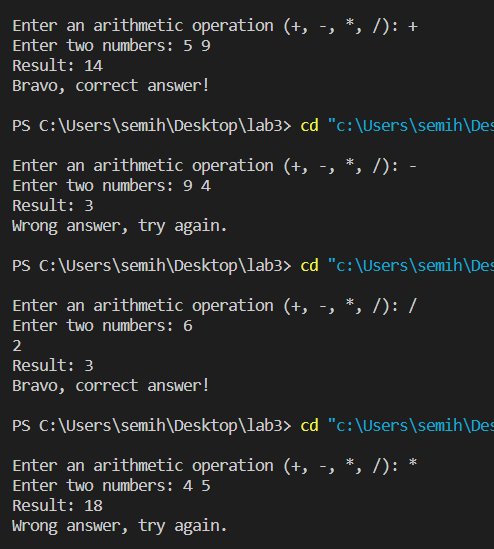 Enter an arithmetic operation (+, -, *, /): +
Enter two numbers: 5 9
Result: 14
Bravo, correct answer!
PS C:\Users\semih\Desktop\lab3> cd "c:\Users\semih\Des
Enter an arithmetic operation (+, -, *, /): -
Enter two numbers: 9 4
Result: 3
Wrong answer, try again.
PS C:\Users\semih\Desktop\lab3> cd "c:\Users\semih\Des
Enter an arithmetic operation (+, -, *, /): /
Enter two numbers: 6
2
Result: 3
Bravo, correct answer!
PS C:\Users\semih\Desktop\lab3> cd "c:\Users\semih\Des
Enter an arithmetic operation (+, -, *, /): *
Enter two numbers: 4 5
Result: 18
Wrong answer, try again.